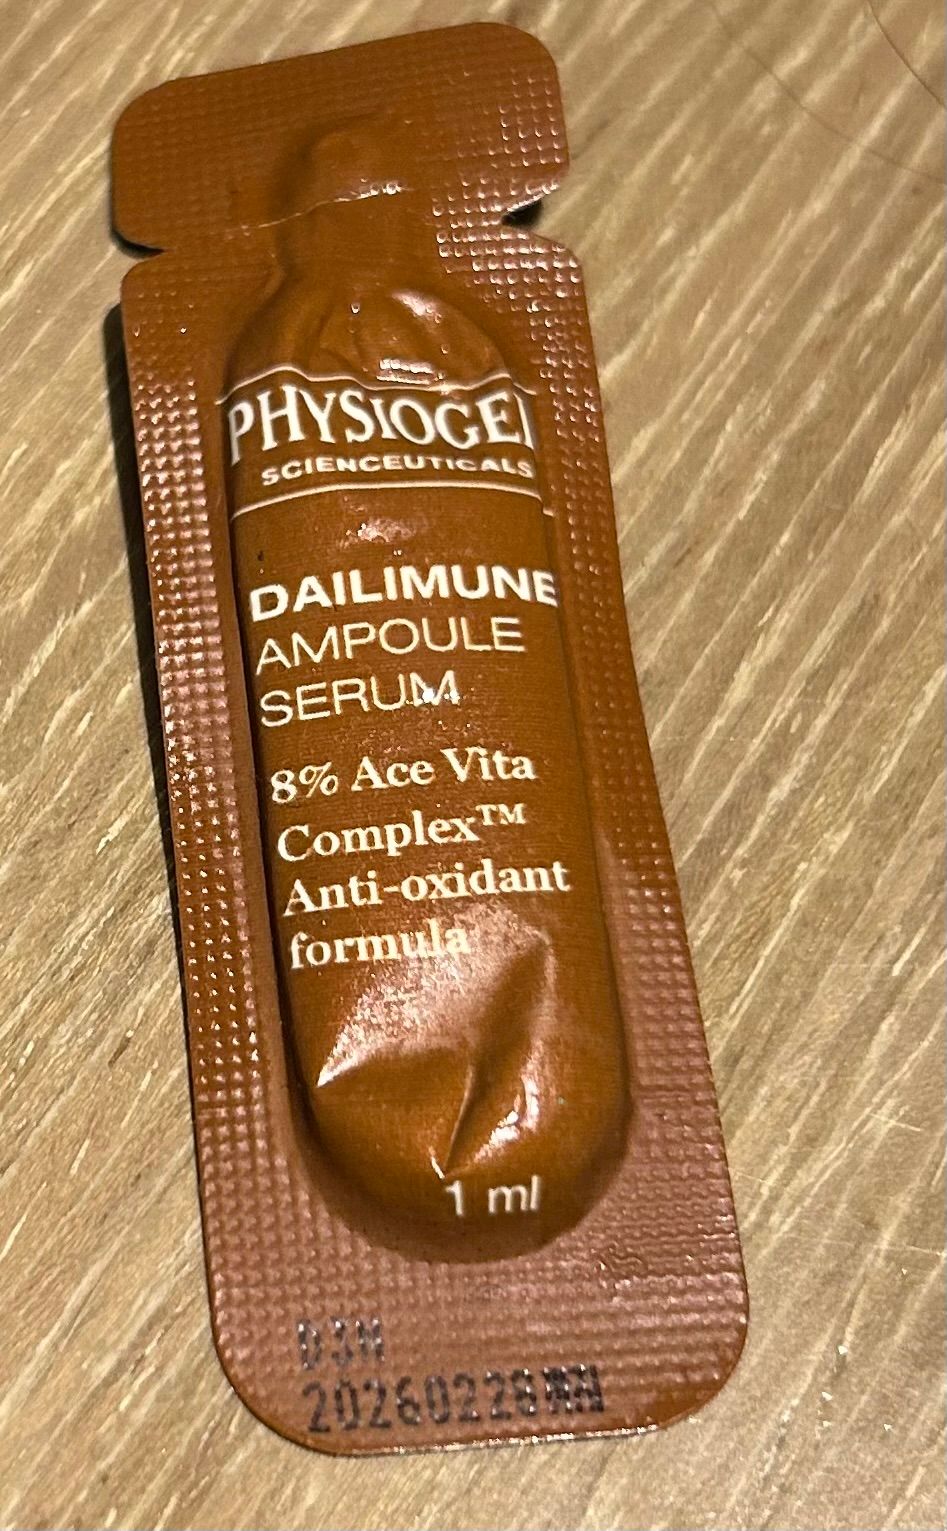 PHYSIOGEL
SCIENCEUTICALS
DAILIMUNE
AMPOULE
SERUM
8% Ace Vita
Complex™
Anti-oxidant
formula
1 ml
D3N
20260228